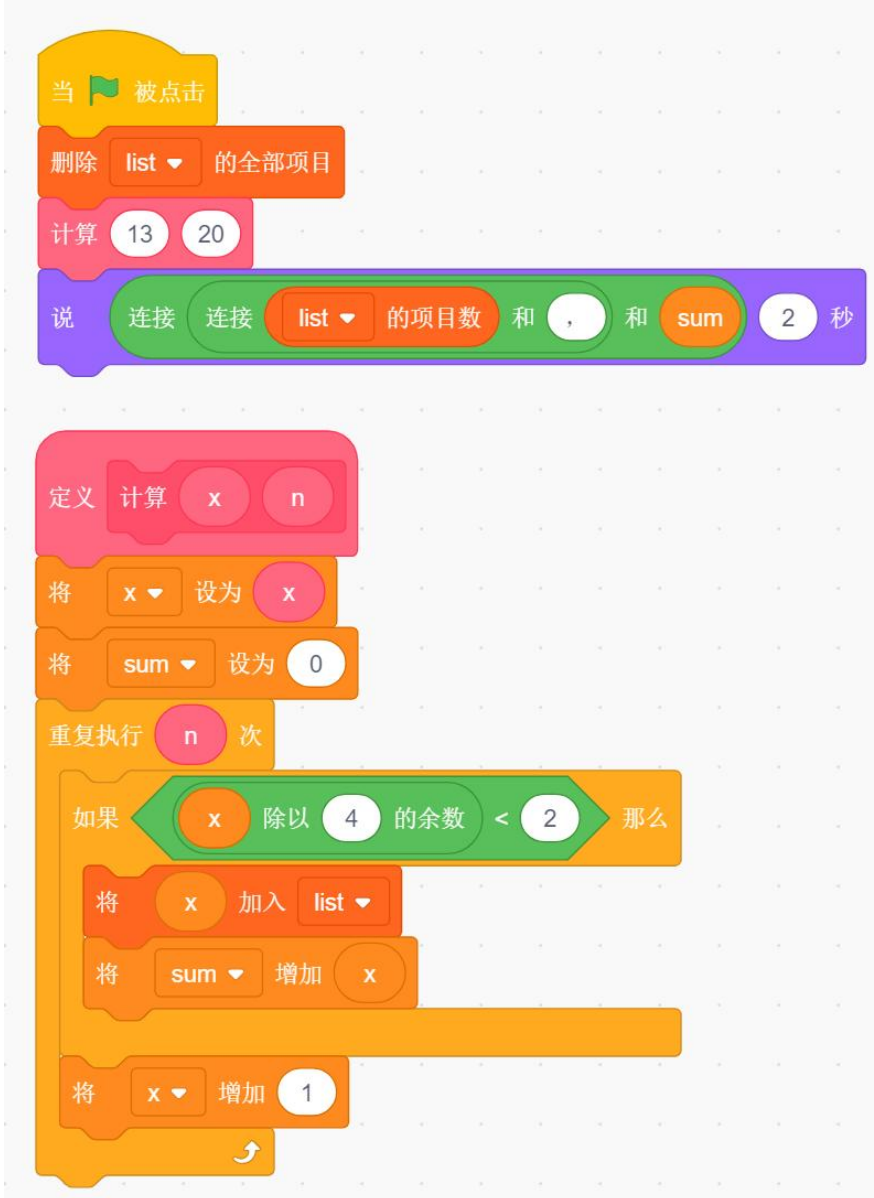 当 被点击
删除 list 的全部项目
计算 13 20
说 连接 连接 list 的项目数 和 , 和 sum 2 秒
定义 计算 x n
将 x 设为 x
将 sum 设为 0
重复执行 n 次
如果 x 除以 4 的余数 < 2 那么
将 x 加入 list
将 sum 增加 x
将 x 增加 1